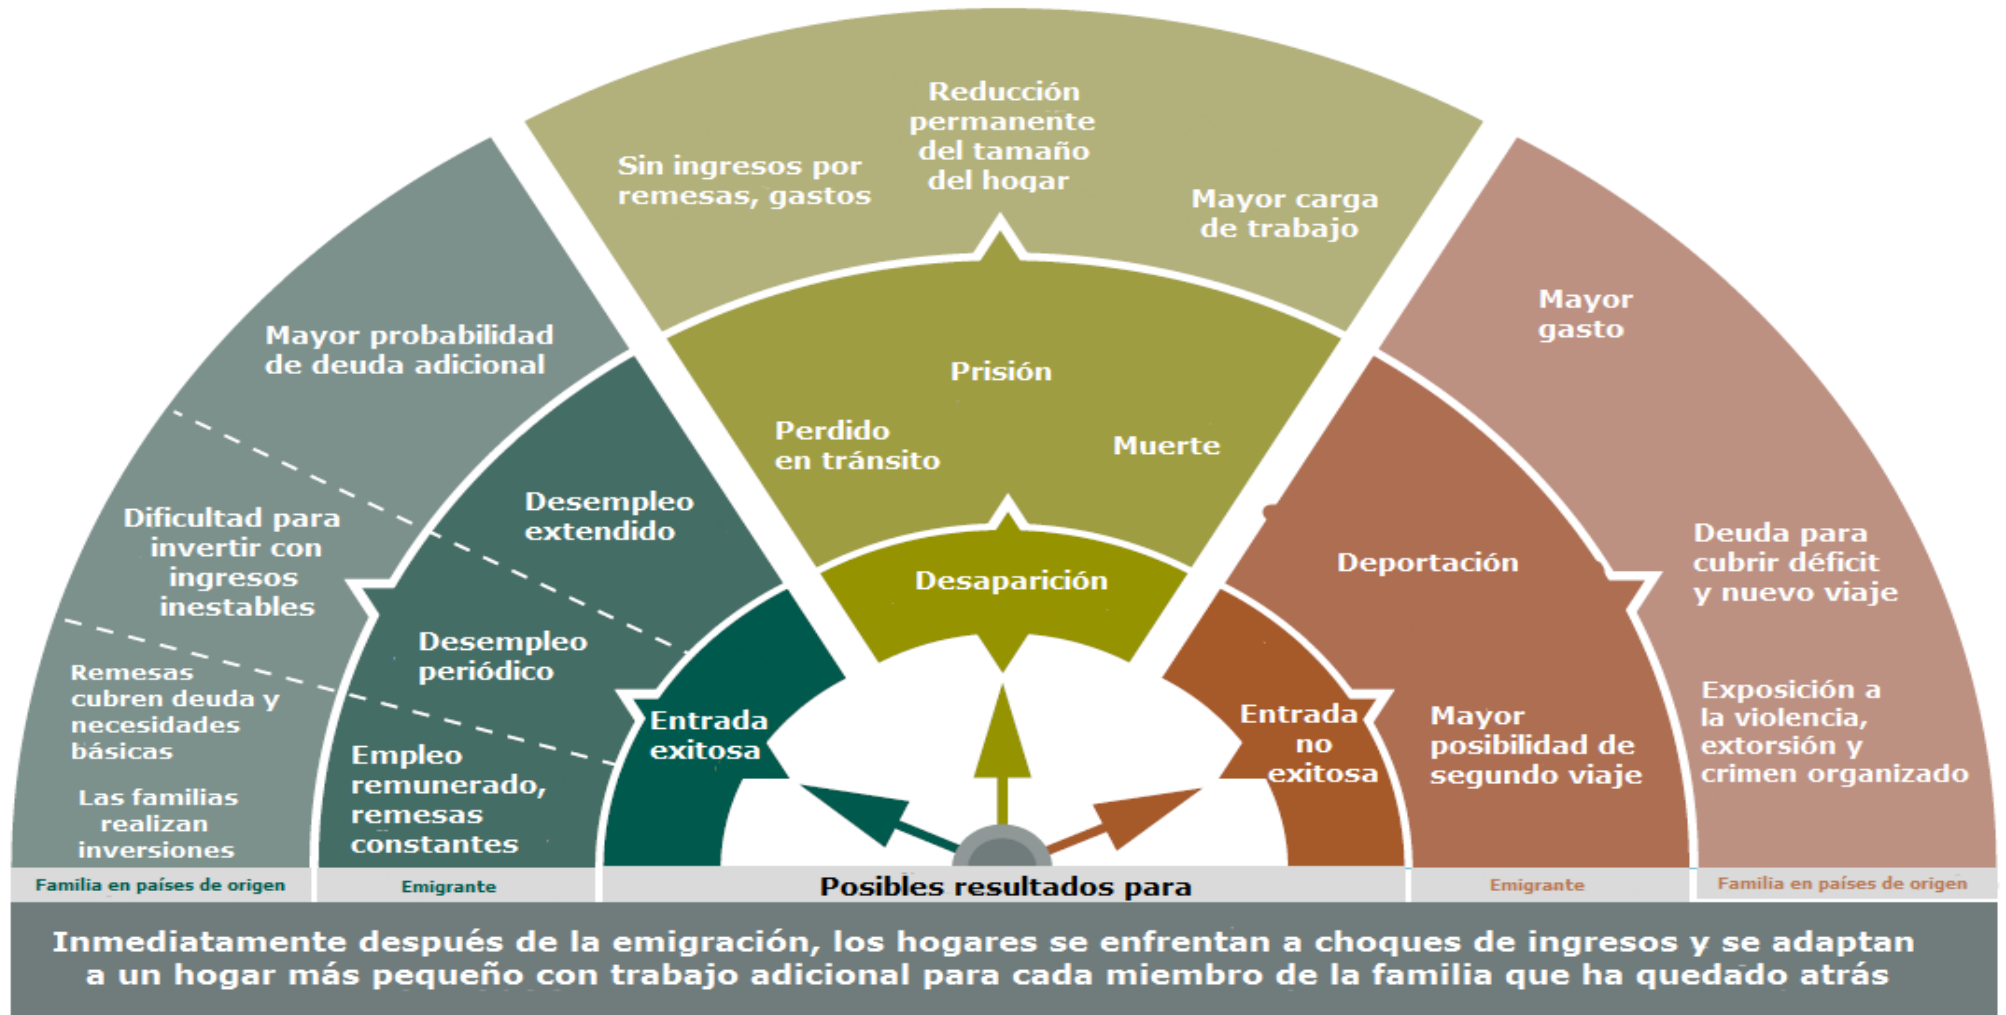 Reducción
permanente
del tamaño
del hogar
Sin ingresos por
remesas, gastos
Mayor carga
de trabajo
Prisión
Perdido
en tránsito
Muerte
Desaparición
Mayor probabilidad
de deuda adicional
Dificultad para
invertir con
ingresos
inestables
Remesas
cubren deuda y
necesidades
básicas
Las familias
realizan
inversiones
Desempleo
extendido
Desempleo
periódico
Empleo
remunerado,
remesas
constantes
Entrada
exitosa
Entrada
no
exitosa
Deportación
Mayor
posibilidad de
segundo viaje
Mayor
gasto
Deuda para
cubrir déficit
y nuevo viaje
Exposición a
la violencia,
extorsión y
crimen organizado
Familia en países de origen
Emigrante
Posibles resultados para
Emigrante
Familia en países de origen
Inmediatamente después de la emigración, los hogares se enfrentan a choques de ingresos y se adaptan
a un hogar más pequeño con trabajo adicional para cada miembro de la familia que ha quedado atrás